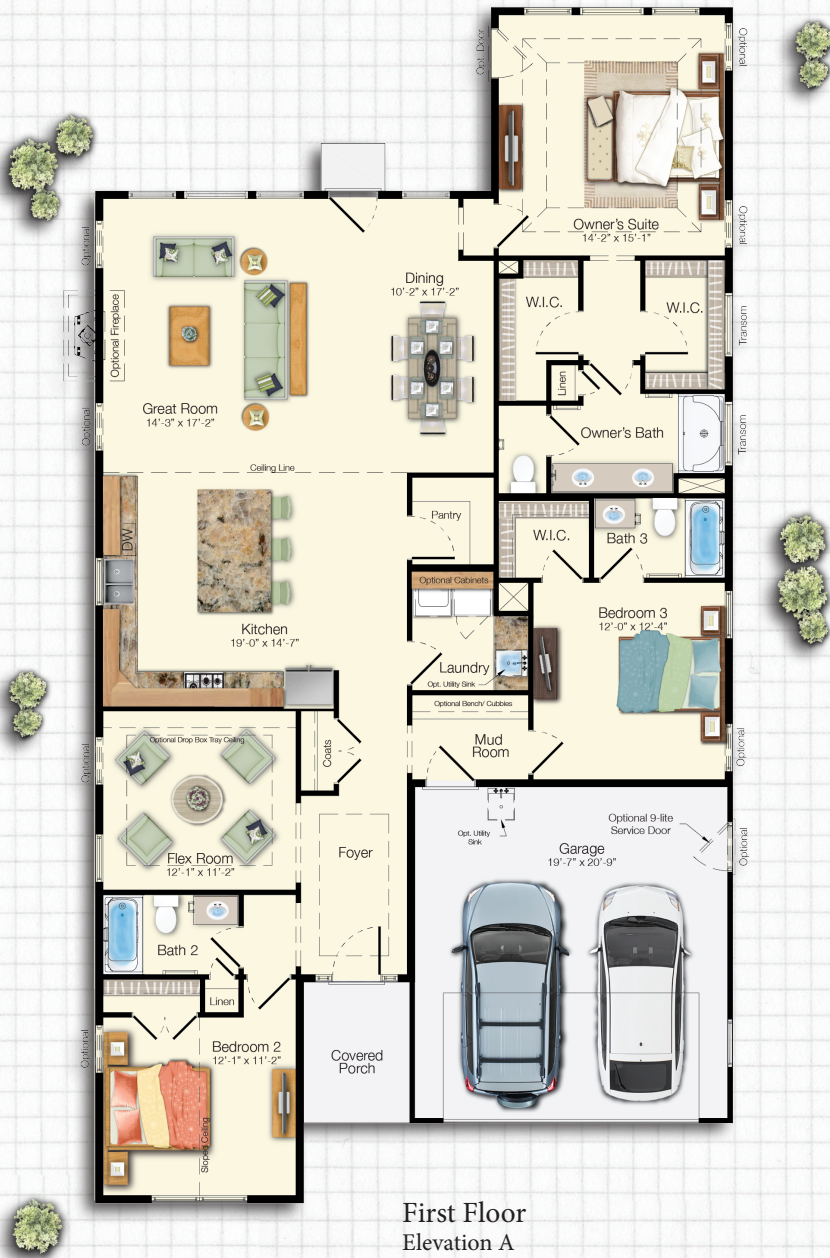 Optional
Opt. Door
Owner's Suite
14'-2" x 15'-1"
Optional
Optional
Dining
10'-2" x 17'-2"
W.I.C.
W.I.C.
Transom
Optional Fireplace
Great Room
14'-3" x 17'-2"
Optional
Linen
Owner's Bath
Transom
Ceiling Line
DW
Pantry
W.I.C.
Bath 3
Optional Cabinets
Kitchen
19'-0" x 14'-7"
Bedroom 3
12'-0" x 12'-4"
Laundry
Opt. Utility Sink
Optional Bench/ Cubbies
Mud
Room
Optional
Optional Drop Box Tray Ceiling
Optional
Coats
Flex Room
12'-1" x 11'-2"
Foyer
Opt. Utility
Sink
Optional 9-lite
Service Door
Garage
19'-7" x 20'-9"
Optional
Bath 2
Linen
Optional
Bedroom 2
12'-1" x 11'-2"
Sloped Ceiling
Covered
Porch
First Floor
Elevation A